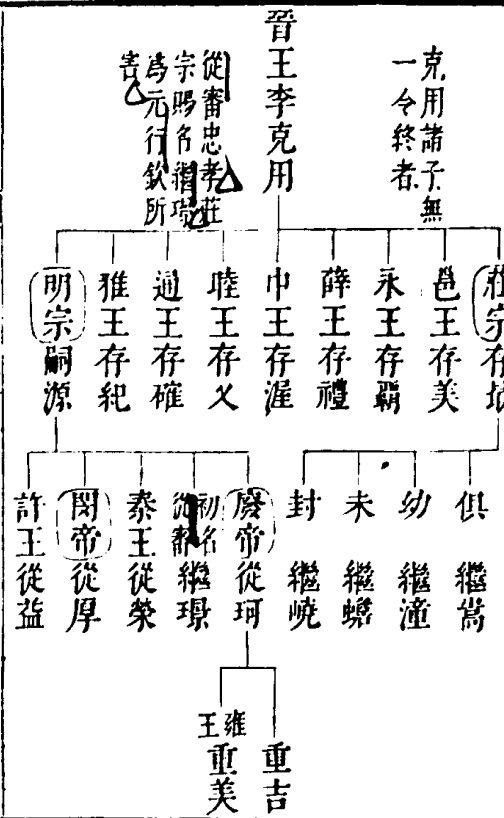 克用諸子無
一令終者
晉王李克用
從審忠孝莊
宗賜名繼璟
為元行欽所
害
莊宗存勗
邕王存美
永王存霸
薛王存禮
申王存渥
睦王存乂
通王存確
雅王存紀
明宗嗣源
俱 繼嵩
幼 繼潼
未 繼蟾
封 繼嶢
廢帝從珂
初名從審 繼璟
秦王從榮
閔帝從厚
許王從益
重吉
雍王重美